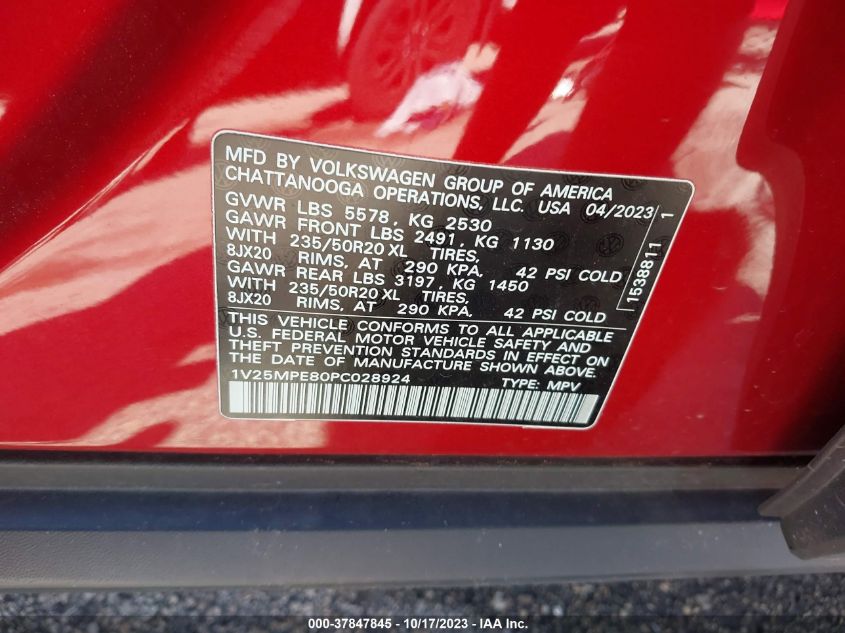 MFD BY VOLKSWAGEN GROUP OF AMERICA
CHATTANOOGA OPERATIONS, LLC. USA 04/2023
GVWR LBS 5578 , KG 2530
GAWR FRONT LBS 2491, KG 1130
WITH 235/50R20 XL TIRES,
8JX20 RIMS, AT 290 KPA, 42 PSI COLD
GAWR REAR LBS 3197, KG 1450
WITH 235/50R20 XL TIRES,
8JX20 RIMS, AT 290 KPA, 42 PSI COLD
1538811 1
THIS VEHICLE CONFORMS TO ALL APPLICABLE
U.S. FEDERAL MOTOR VEHICLE SAFETY AND
THEFT PREVENTION STANDARDS IN EFFECT ON
THE DATE OF MANUFACTURE SHOWN ABOVE.
1V25MPE80PC028924 TYPE: MPV
000-37847845 - 10/17/2023 - IAA Inc.